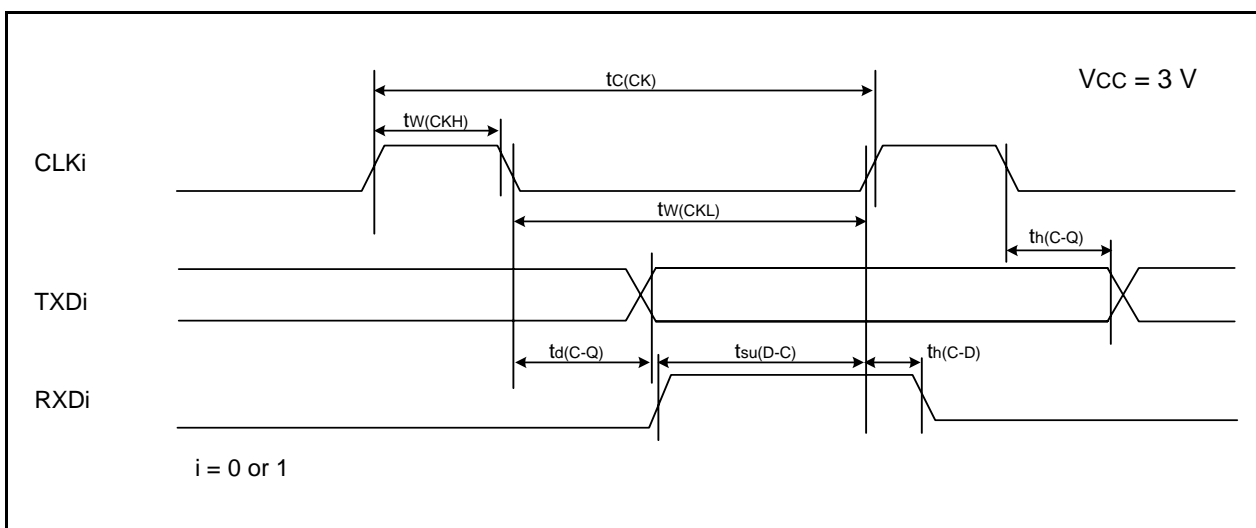 tC(CK)
VCC = 3 V
tW(CKH)
CLKi
tW(CKL)
th(C-Q)
TXDi
td(C-Q)
tsu(D-C)
th(C-D)
RXDi
i = 0 or 1